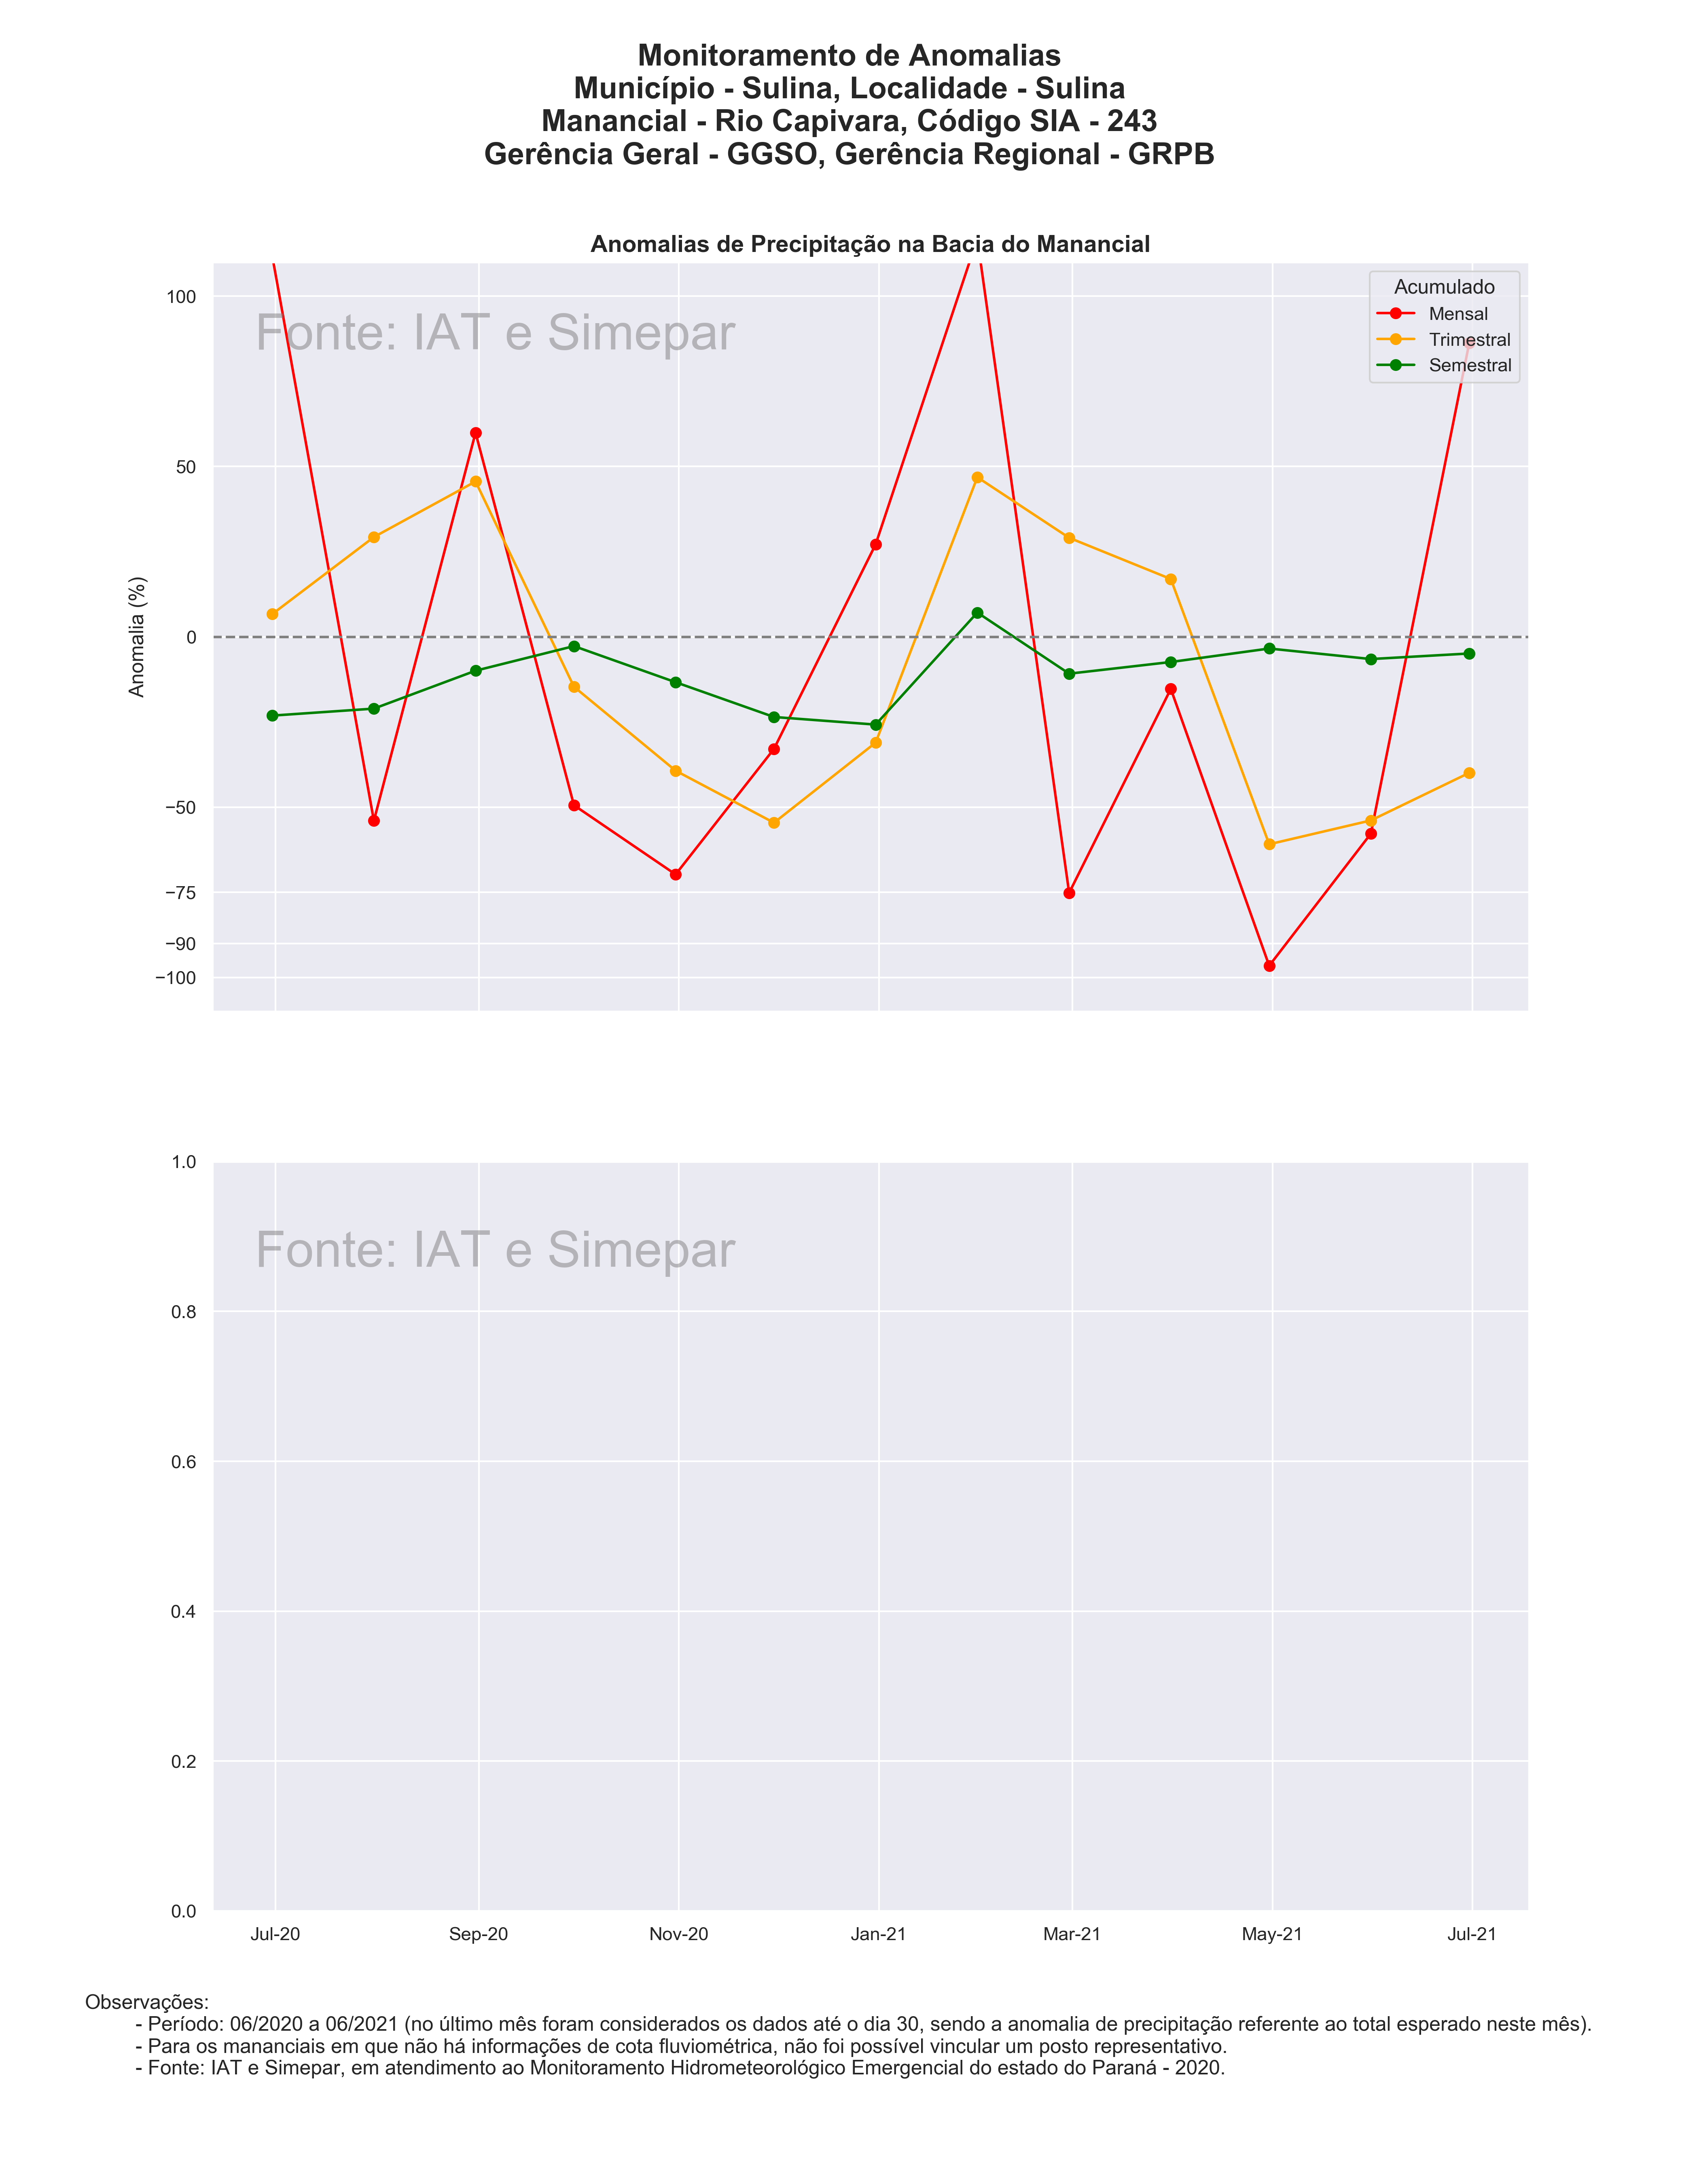 Monitoramento de Anomalias
Município - Sulina, Localidade - Sulina
Manancial - Rio Capivara, Código SIA - 243
Gerência Geral - GGSO, Gerência Regional - GRPB
Anomalias de Precipitação na Bacia do Manancial
Fonte: IAT e Simepar
Acumulado
Mensal
Trimestral
Semestral
Anomalia (%)
100
50
0
−50
−75
−90
−100
Fonte: IAT e Simepar
1.0
0.8
0.6
0.4
0.2
0.0
Jul-20 Sep-20 Nov-20 Jan-21 Mar-21 May-21 Jul-21
Observações:
- Período: 06/2020 a 06/2021 (no último mês foram considerados os dados até o dia 30, sendo a anomalia de precipitação referente ao total esperado neste mês).
- Para os mananciais em que não há informações de cota fluviométrica, não foi possível vincular um posto representativo.
- Fonte: IAT e Simepar, em atendimento ao Monitoramento Hidrometeorológico Emergencial do estado do Paraná - 2020.